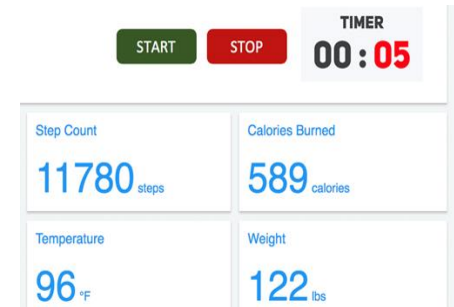 START STOP TIMER
00:05
Step Count Calories Burned
11780 steps 589 calories
Temperature Weight
96 °F 122 lbs